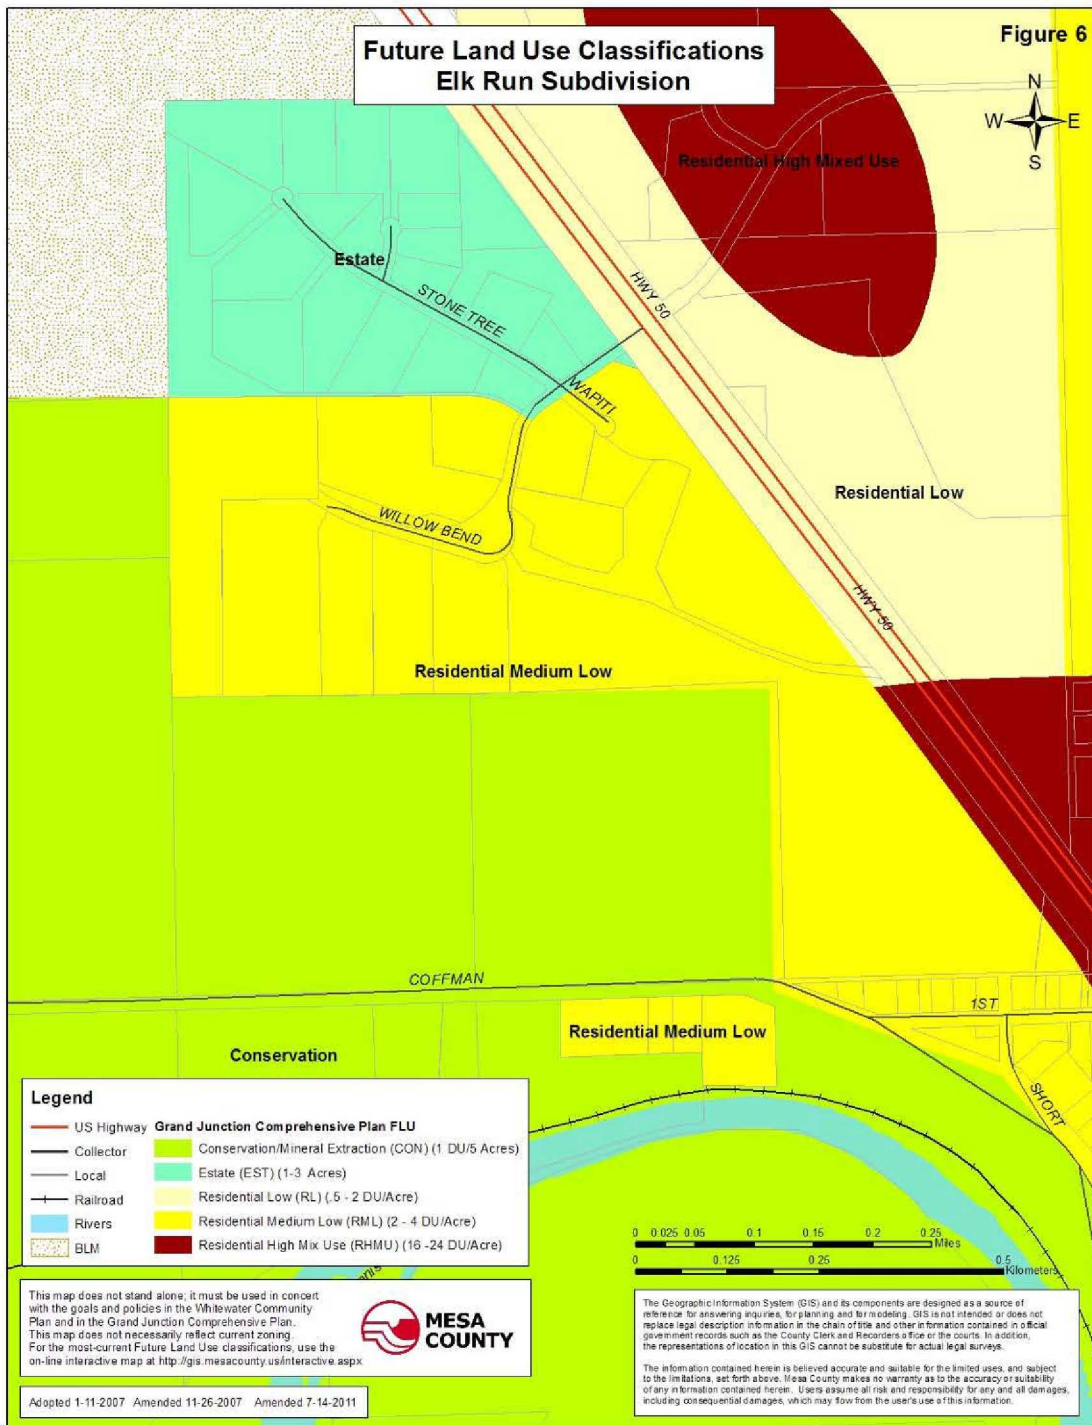 Future Land Use Classifications
Elk Run Subdivision
Figure 6
N
W E
S
Residential High Mixed Use
Estate
STONE TREE
HWY 50
WAPITI
Residential Low
WILLOW BEND
HWY 50
Residential Medium Low
COFFMAN
1ST
Residential Medium Low
Conservation
SHORT
Legend
US Highway
Collector
Local
Railroad
Rivers
BLM
Grand Junction Comprehensive Plan FLU
Conservation/Mineral Extraction (CON) (1 DU/5 Acres)
Estate (EST) (1-3 Acres)
Residential Low (RL) (.5 - 2 DU/Acre)
Residential Medium Low (RML) (2 - 4 DU/Acre)
Residential High Mix Use (RHMU) (16 -24 DU/Acre)
0 0.025 0.05 0.1 0.15 0.2 0.25
Miles
0 0.125 0.25 0.5
Kilometers
This map does not stand alone; it must be used in concert
with the goals and policies in the Whitewater Community
Plan and in the Grand Junction Comprehensive Plan.
This map does not necessarily reflect current zoning.
For the most-current Future Land Use classifications, use the
on-line interactive map at http://gis.mesacounty.us/interactive.aspx
MESA
COUNTY
Adopted 1-11-2007 Amended 11-26-2007 Amended 7-14-2011
The Geographic Information System (GIS) and its components are designed as a source of
reference for answering inquiries, for planning and for modeling. GIS is not intended or does not
replace legal description information in the chain of title and other information contained in official
government records such as the County Clerk and Recorders office or the courts. In addition,
the representations of location in this GIS cannot be substitute for actual legal surveys.
The information contained herein is believed accurate and suitable for the limited uses, and subject
to the limitations, set forth above. Mesa County makes no warranty as to the accuracy or suitability
of any information contained herein. Users assume all risk and responsibility for any and all damages,
including consequential damages, which may flow from the user's use of this information.